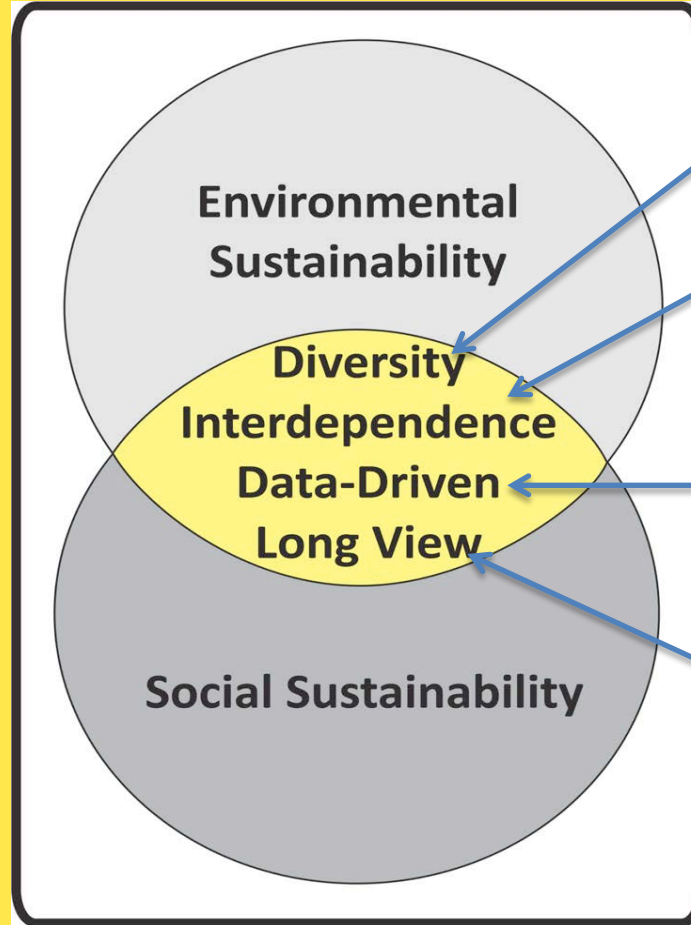 Environmental
Sustainability
Diversity
Interdependence
Data-Driven
Long View
Social Sustainability